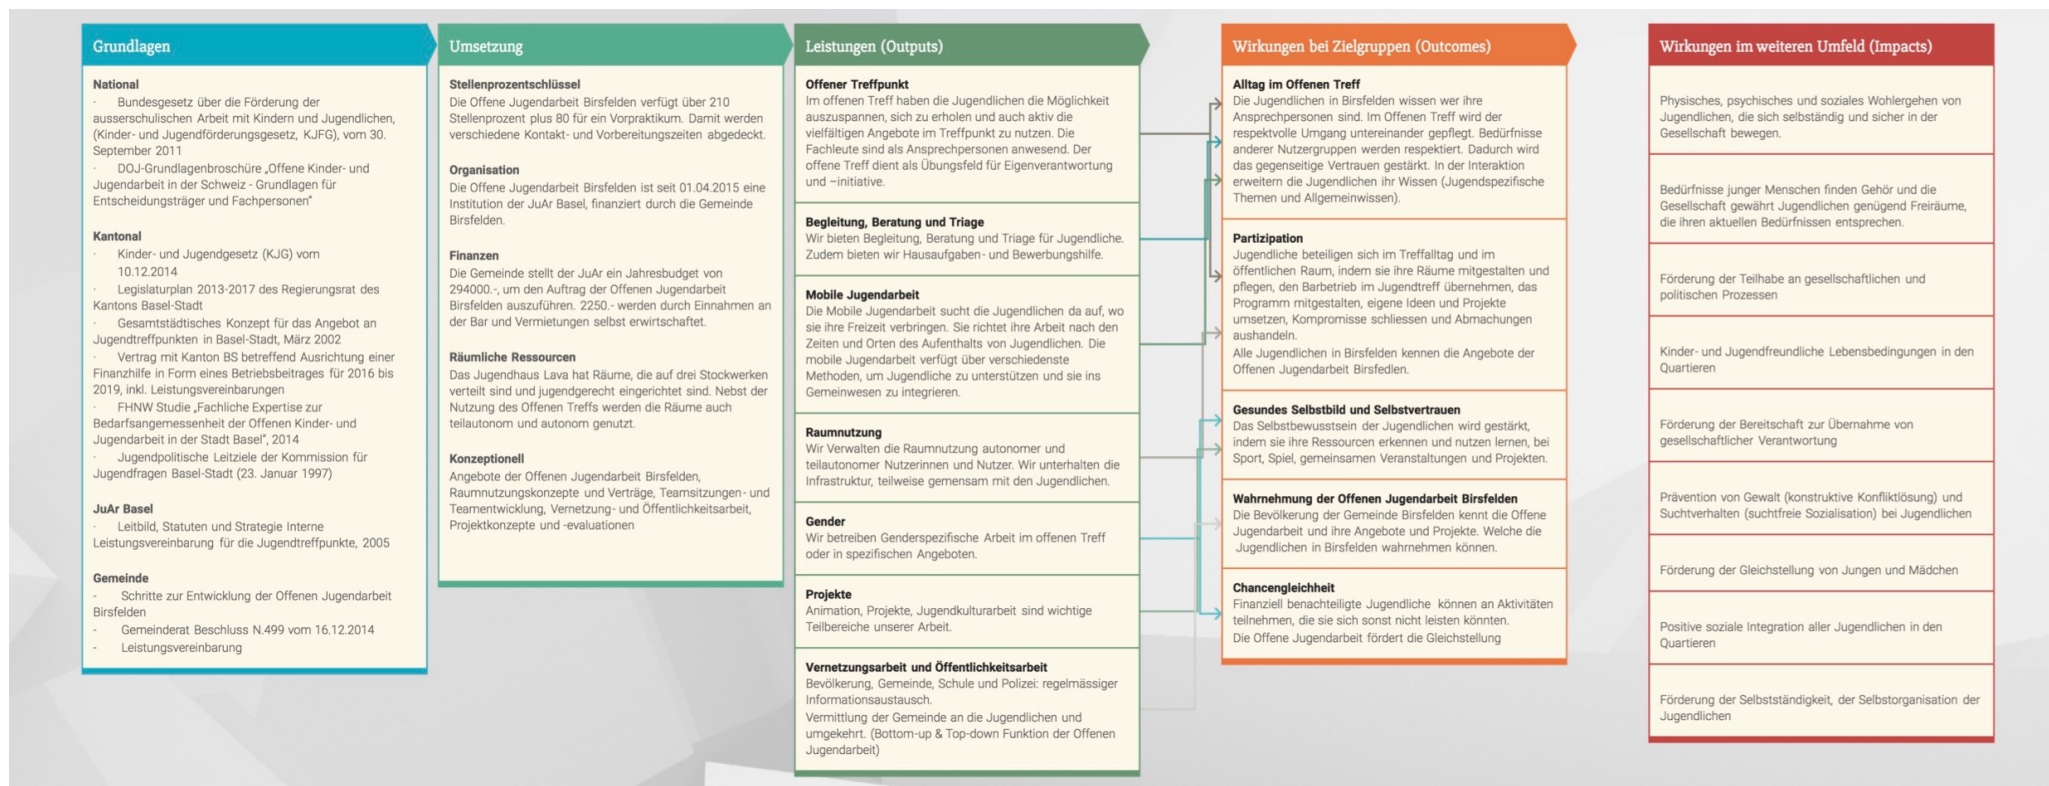 Grundlagen
National
· Bundesgesetz über die Förderung der
ausserschulischen Arbeit mit Kindern und Jugendlichen,
(Kinder- und Jugendförderungsgesetz, KJFG), vom 30.
September 2011
· DOJ-Grundlagenbroschüre „Offene Kinder- und
Jugendarbeit in der Schweiz - Grundlagen für
Entscheidungsträger und Fachpersonen“
Kantonal
· Kinder- und Jugendgesetz (KJG) vom
10.12.2014
· Legislaturplan 2013-2017 des Regierungsrat des
Kantons Basel-Stadt
· Gesamtstädtisches Konzept für das Angebot an
Jugendtreffpunkten in Basel-Stadt, März 2002
· Vertrag mit Kanton BS betreffend Ausrichtung einer
Finanzhilfe in Form eines Betriebsbeitrages für 2016 bis
2019, inkl. Leistungsvereinbarungen
· FHNW Studie „Fachliche Expertise zur
Bedarfsangemessenheit der Offenen Kinder- und
Jugendarbeit in der Stadt Basel“, 2014
· Jugendpolitische Leitziele der Kommission für
Jugendfragen Basel-Stadt (23. Januar 1997)
JuAr Basel
· Leitbild, Statuten und Strategie Interne
Leistungsvereinbarung für die Jugendtreffpunkte, 2005
Gemeinde
- Schritte zur Entwicklung der Offenen Jugendarbeit
Birsfelden
- Gemeinderat Beschluss N.499 vom 16.12.2014
- Leistungsvereinbarung
Umsetzung
Stellenprozentschlüssel
Die Offene Jugendarbeit Birsfelden verfügt über 210
Stellenprozent plus 80 für ein Vorpraktikum. Damit werden
verschiedene Kontakt- und Vorbereitungszeiten abgedeckt.
Organisation
Die Offene Jugendarbeit Birsfelden ist seit 01.04.2015 eine
Institution der JuAr Basel, finanziert durch die Gemeinde
Birsfelden.
Finanzen
Die Gemeinde stellt der JuAr ein Jahresbudget von
294000.-, um den Auftrag der Offenen Jugendarbeit
Birsfelden auszuführen. 2250.- werden durch Einnahmen an
der Bar und Vermietungen selbst erwirtschaftet.
Räumliche Ressourcen
Das Jugendhaus Lava hat Räume, die auf drei Stockwerken
verteilt sind und jugendgerecht eingerichtet sind. Nebst der
Nutzung des Offenen Treffs werden die Räume auch
teilautonom und autonom genutzt.
Konzeptionell
Angebote der Offenen Jugendarbeit Birsfelden,
Raumnutzungskonzepte und Verträge, Teamsitzungen- und
Teamentwicklung, Vernetzung- und Öffentlichkeitsarbeit,
Projektkonzepte und -evaluationen
Leistungen (Outputs)
Offener Treffpunkt
Im offenen Treff haben die Jugendlichen die Möglichkeit
auszuspannen, sich zu erholen und auch aktiv die
vielfältigen Angebote im Treffpunkt zu nutzen. Die
Fachleute sind als Ansprechpersonen anwesend. Der
offene Treff dient als Übungsfeld für Eigenverantwortung
und –initiative.
Begleitung, Beratung und Triage
Wir bieten Begleitung, Beratung und Triage für Jugendliche.
Zudem bieten wir Hausaufgaben- und Bewerbungshilfe.
Mobile Jugendarbeit
Die Mobile Jugendarbeit sucht die Jugendlichen da auf, wo
sie ihre Freizeit verbringen. Sie richtet ihre Arbeit nach den
Zeiten und Orten des Aufenthalts von Jugendlichen. Die
mobile Jugendarbeit verfügt über verschiedenste
Methoden, um Jugendliche zu unterstützen und sie ins
Gemeinwesen zu integrieren.
Raumnutzung
Wir Verwalten die Raumnutzung autonomer und
teilautonomer Nutzerinnen und Nutzer. Wir unterhalten die
Infrastruktur, teilweise gemeinsam mit den Jugendlichen.
Gender
Wir betreiben Genderspezifische Arbeit im offenen Treff
oder in spezifischen Angeboten.
Projekte
Animation, Projekte, Jugendkulturarbeit sind wichtige
Teilbereiche unserer Arbeit.
Vernetzungsarbeit und Öffentlichkeitsarbeit
Bevölkerung, Gemeinde, Schule und Polizei: regelmässiger
Informationsaustausch.
Vermittlung der Gemeinde an die Jugendlichen und
umgekehrt. (Bottom-up & Top-down Funktion der Offenen
Jugendarbeit)
Wirkungen bei Zielgruppen (Outcomes)
Alltag im Offenen Treff
Die Jugendlichen in Birsfelden wissen wer ihre
Ansprechpersonen sind. Im Offenen Treff wird der
respektvolle Umgang untereinander gepflegt. Bedürfnisse
anderer Nutzergruppen werden respektiert. Dadurch wird
das gegenseitige Vertrauen gestärkt. In der Interaktion
erweitern die Jugendlichen ihr Wissen (Jugendspezifische
Themen und Allgemeinwissen).
Partizipation
Jugendliche beteiligen sich im Treffalltag und im
öffentlichen Raum, indem sie ihre Räume mitgestalten und
pflegen, den Barbetrieb im Jugendtreff übernehmen, das
Programm mitgestalten, eigene Ideen und Projekte
umsetzen, Kompromisse schliessen und Abmachungen
aushandeln.
Alle Jugendlichen in Birsfelden kennen die Angebote der
Offenen Jugendarbeit Birsfedlen.
Gesundes Selbstbild und Selbstvertrauen
Das Selbstbewusstsein der Jugendlichen wird gestärkt,
indem sie ihre Ressourcen erkennen und nutzen lernen, bei
Sport, Spiel, gemeinsamen Veranstaltungen und Projekten.
Wahrnehmung der Offenen Jugendarbeit Birsfelden
Die Bevölkerung der Gemeinde Birsfelden kennt die Offene
Jugendarbeit und ihre Angebote und Projekte. Welche die
Jugendlichen in Birsfelden wahrnehmen können.
Chancengleichheit
Finanziell benachteiligte Jugendliche können an Aktivitäten
teilnehmen, die sie sich sonst nicht leisten könnten.
Die Offene Jugendarbeit fördert die Gleichstellung
Wirkungen im weiteren Umfeld (Impacts)
Physisches, psychisches und soziales Wohlergehen von
Jugendlichen, die sich selbständig und sicher in der
Gesellschaft bewegen.
Bedürfnisse junger Menschen finden Gehör und die
Gesellschaft gewährt Jugendlichen genügend Freiräume,
die ihren aktuellen Bedürfnissen entsprechen.
Förderung der Teilhabe an gesellschaftlichen und
politischen Prozessen
Kinder- und Jugendfreundliche Lebensbedingungen in den
Quartieren
Förderung der Bereitschaft zur Übernahme von
gesellschaftlicher Verantwortung
Prävention von Gewalt (konstruktive Konfliktlösung) und
Suchtverhalten (suchtfreie Sozialisation) bei Jugendlichen
Förderung der Gleichstellung von Jungen und Mädchen
Positive soziale Integration aller Jugendlichen in den
Quartieren
Förderung der Selbstständigkeit, der Selbstorganisation der
Jugendlichen